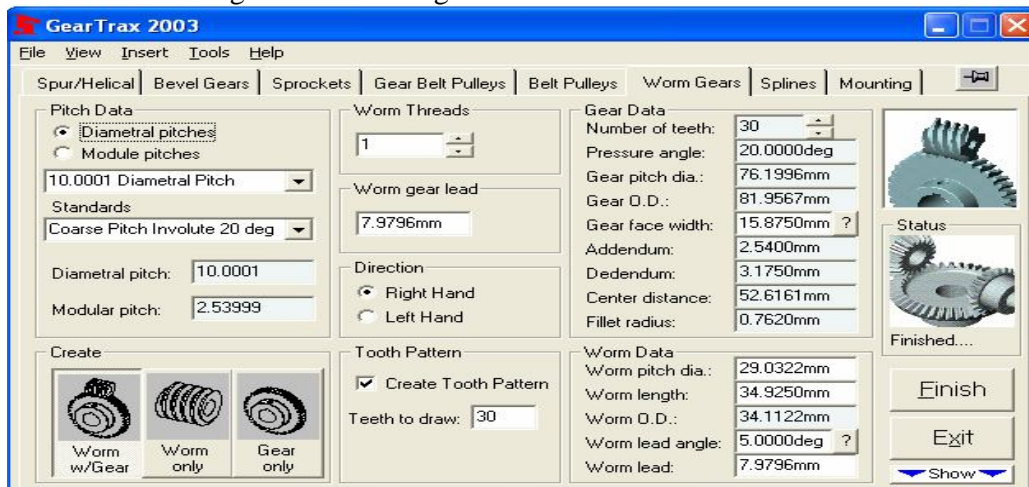 GearTrax 2003
File View Insert Tools Help
Spur/Helical Bevel Gears Sprockets Gear Belt Pulleys Belt Pulleys Worm Gears Splines Mounting
Pitch Data
Diametral pitches
Module pitches
10.0001 Diametral Pitch
Standards
Coarse Pitch Involute 20 deg
Diametral pitch: 10.0001
Modular pitch: 2.53999
Worm Threads
1
Worm gear lead
7.9796mm
Direction
Right Hand
Left Hand
Gear Data
Number of teeth: 30
Pressure angle: 20.0000deg
Gear pitch dia.: 76.1996mm
Gear O.D.: 81.9567mm
Gear face width: 15.8750mm ?
Addendum: 2.5400mm
Dedendum: 3.1750mm
Center distance: 52.6161mm
Fillet radius: 0.7620mm
Status
Finished....
Create
Worm w/Gear
Worm only
Gear only
Tooth Pattern
Create Tooth Pattern
Teeth to draw: 30
Worm Data
Worm pitch dia.: 29.0322mm
Worm length: 34.9250mm
Worm O.D.: 34.1122mm
Worm lead angle: 5.0000deg ?
Worm lead: 7.9796mm
Finish
Exit
Show